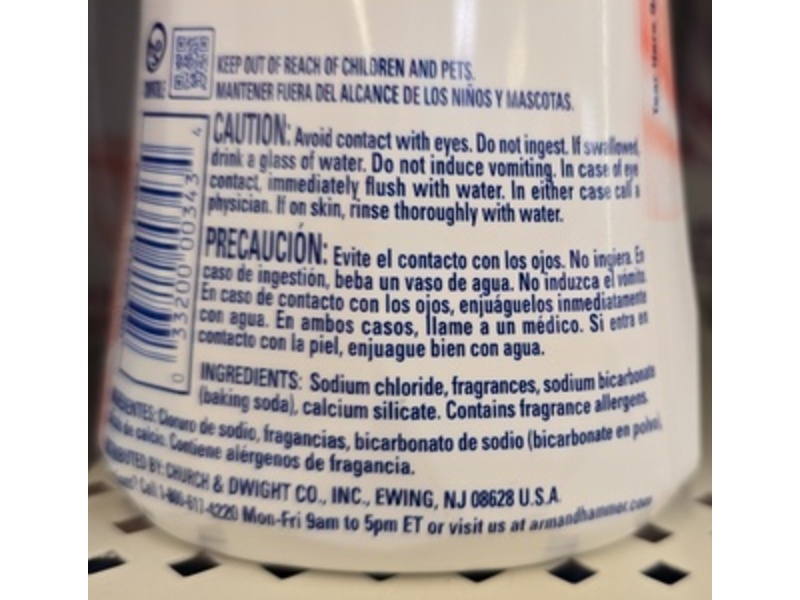 KEEP OUT OF REACH OF CHILDREN AND PETS.
MANTENER FUERA DEL ALCANCE DE LOS NIÑOS Y MASCOTAS.
CAUTION: Avoid contact with eyes. Do not ingest. If swallowed,
drink a glass of water. Do not induce vomiting. In case of eye
contact, immediately flush with water. In either case call a
physician. If on skin, rinse thoroughly with water.
PRECAUCIÓN: Evite el contacto con los ojos. No ingiera. En
caso de ingestión, beba un vaso de agua. No induzca el vómito.
En caso de contacto con los ojos, enjuáguelos inmediatamente
con agua. En ambos casos, llame a un médico. Si entra en
contacto con la piel, enjuague bien con agua.
INGREDIENTS: Sodium chloride, fragrances, sodium bicarbonate
(baking soda), calcium silicate. Contains fragrance allergens.
Cloruro de sodio, fragancias, bicarbonato de sodio (bicarbonate en polvo),
de calcio. Contiene alérgenos de fragancia.
BY: CHURCH & DWIGHT CO., INC., EWING, NJ 08628 U.S.A.
Call 1-800-617-4220 Mon-Fri 9am to 5pm ET or visit us at armandhammer.com
0 33200 00343 4
Tear Here